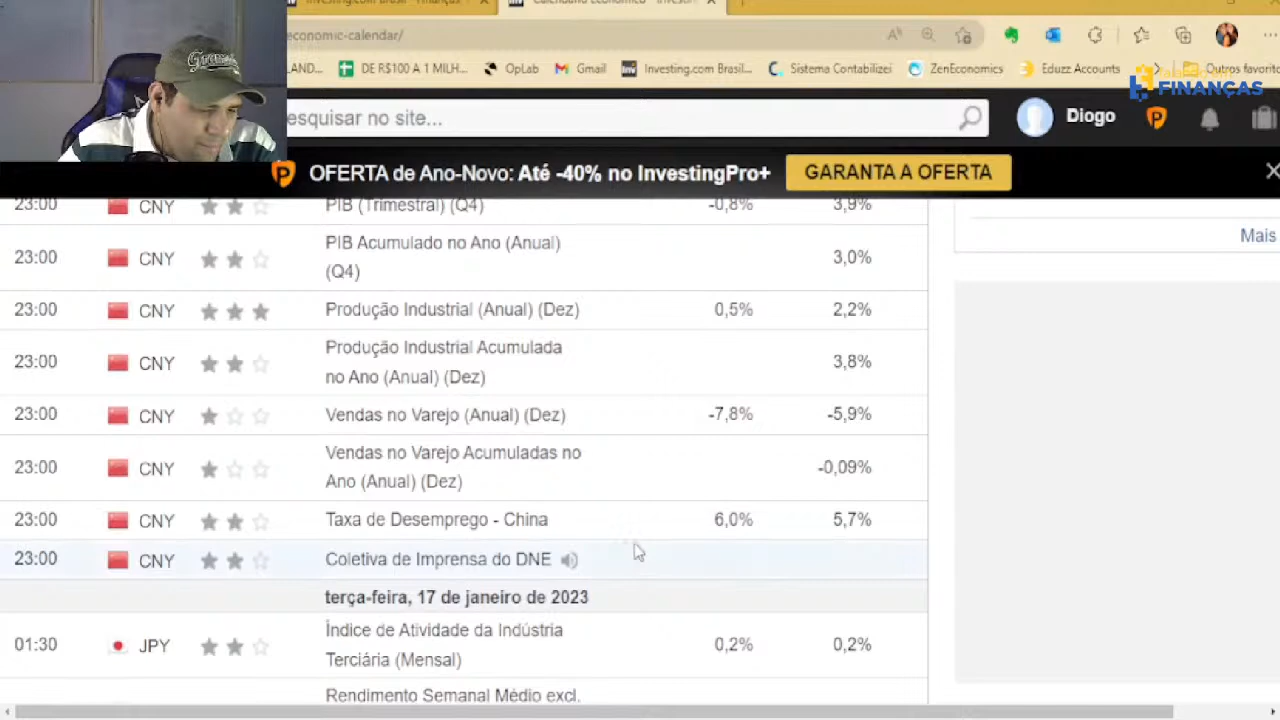 economic-calendar/
DE R$100 A 1 MILH... OpLab Gmail Investing.com Brasil... Sistema Contabilizei ZenEconomics Eduzz Accounts Outros favorito
FINANÇAS
esquisar no site...
Diogo
OFERTA de Ano-Novo: Até -40% no InvestingPro+ GARANTA A OFERTA
23:00 CNY PIB (Trimestral) (Q4) -0,8% 3,9%
Mais
23:00 CNY PIB Acumulado no Ano (Anual)
(Q4) 3,0%
23:00 CNY Produção Industrial (Anual) (Dez) 0,5% 2,2%
23:00 CNY Produção Industrial Acumulada
no Ano (Anual) (Dez) 3,8%
23:00 CNY Vendas no Varejo (Anual) (Dez) -7,8% -5,9%
23:00 CNY Vendas no Varejo Acumuladas no
Ano (Anual) (Dez) -0,09%
23:00 CNY Taxa de Desemprego - China 6,0% 5,7%
23:00 CNY Coletiva de Imprensa do DNE
terça-feira, 17 de janeiro de 2023
01:30 JPY Índice de Atividade da Indústria
Terciária (Mensal) 0,2% 0,2%
Rendimento Semanal Médio excl.